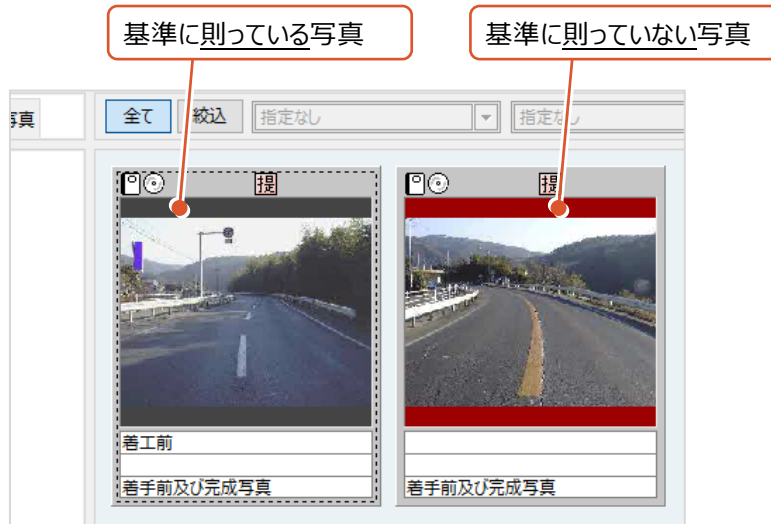 基準に則っている写真
基準に則っていない写真
写真
全て
絞込
指定なし
指定なし
提
提
着工前
着手前及び完成写真
着手前及び完成写真